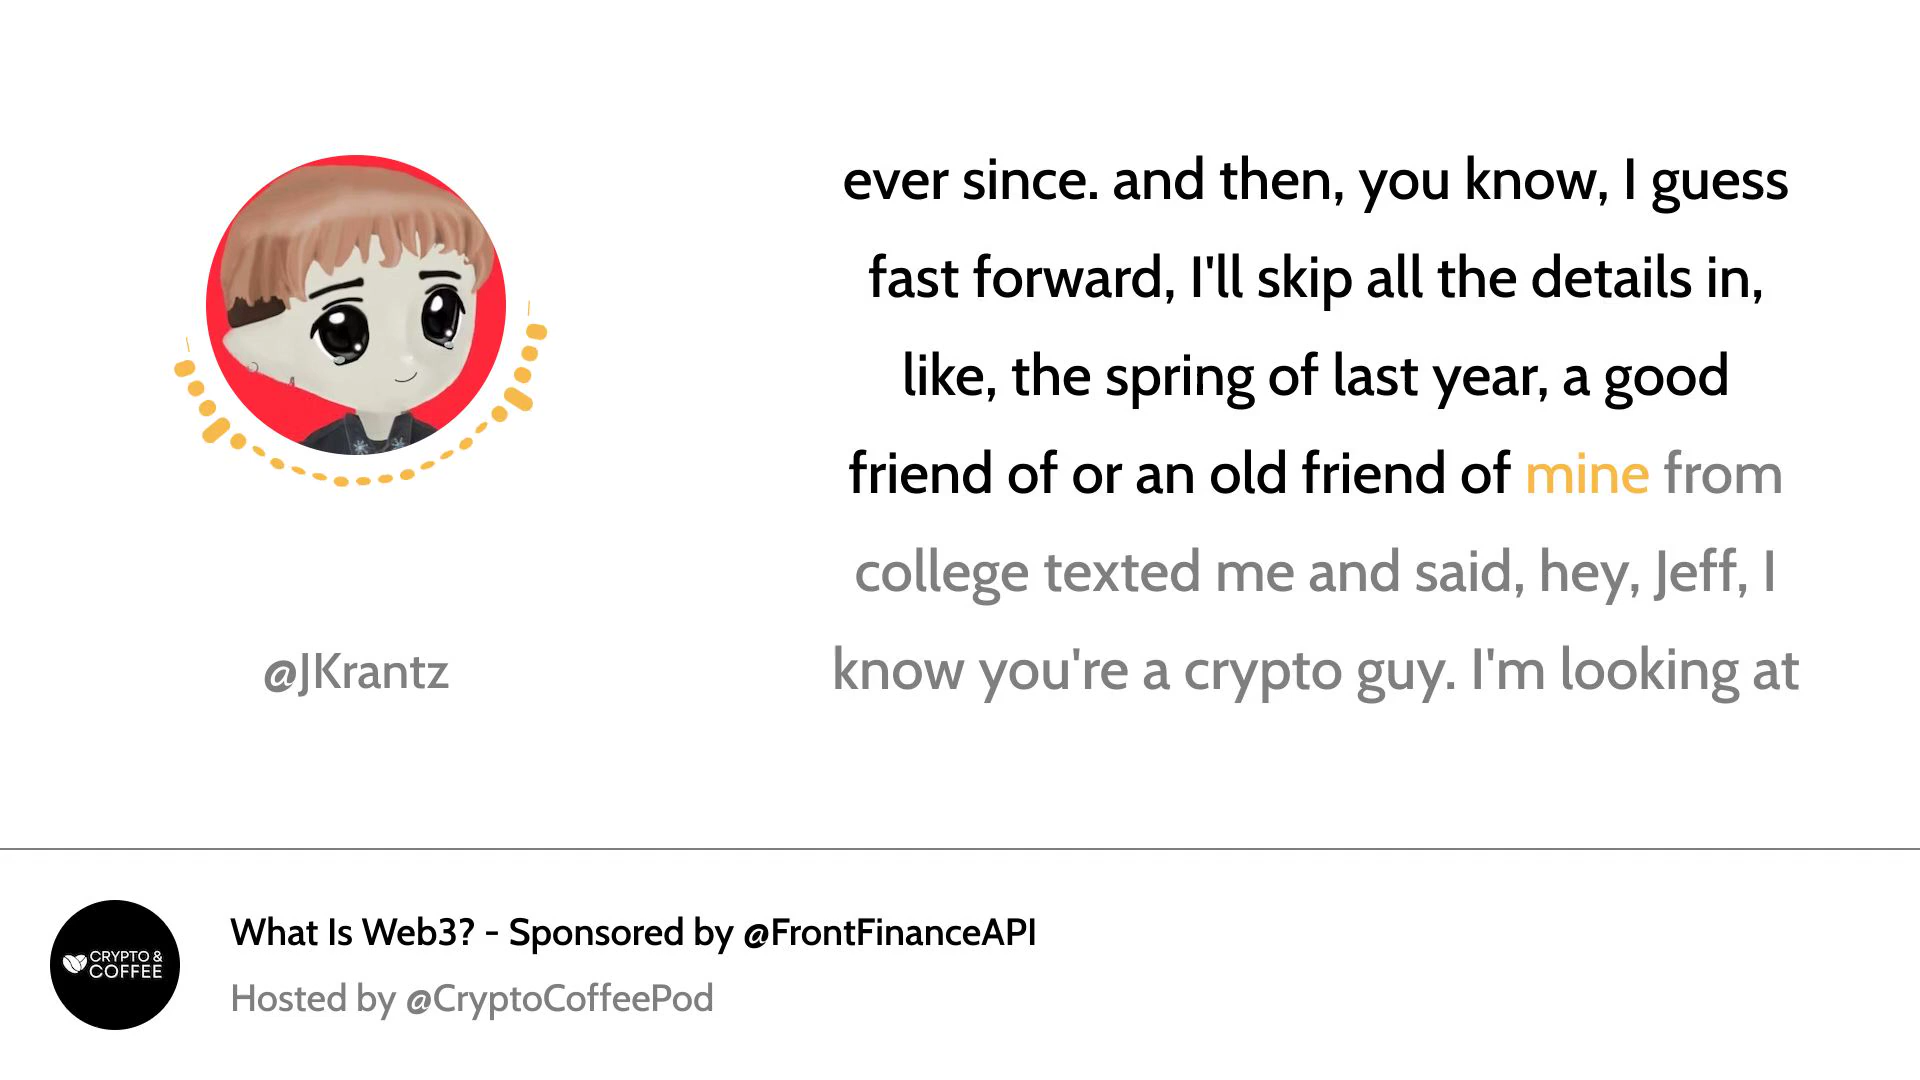 ever since. and then, you know, I guess
fast forward, I'll skip all the details in,
like, the spring of last year, a good
friend of or an old friend of mine from
college texted me and said, hey, Jeff, I
know you're a crypto guy. I'm looking at
@JKrantz
CRYPTO &
COFFEE
What Is Web3? - Sponsored by @FrontFinanceAPI
Hosted by @CryptoCoffeePod